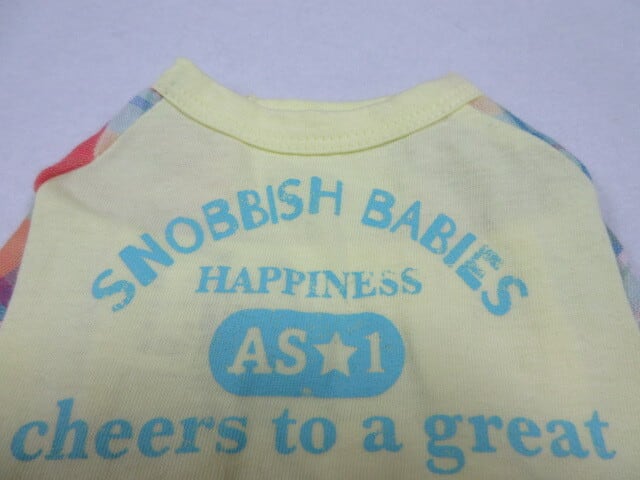 SNOBBISH BABIES
HAPPINESS
AS★1
cheers to a great